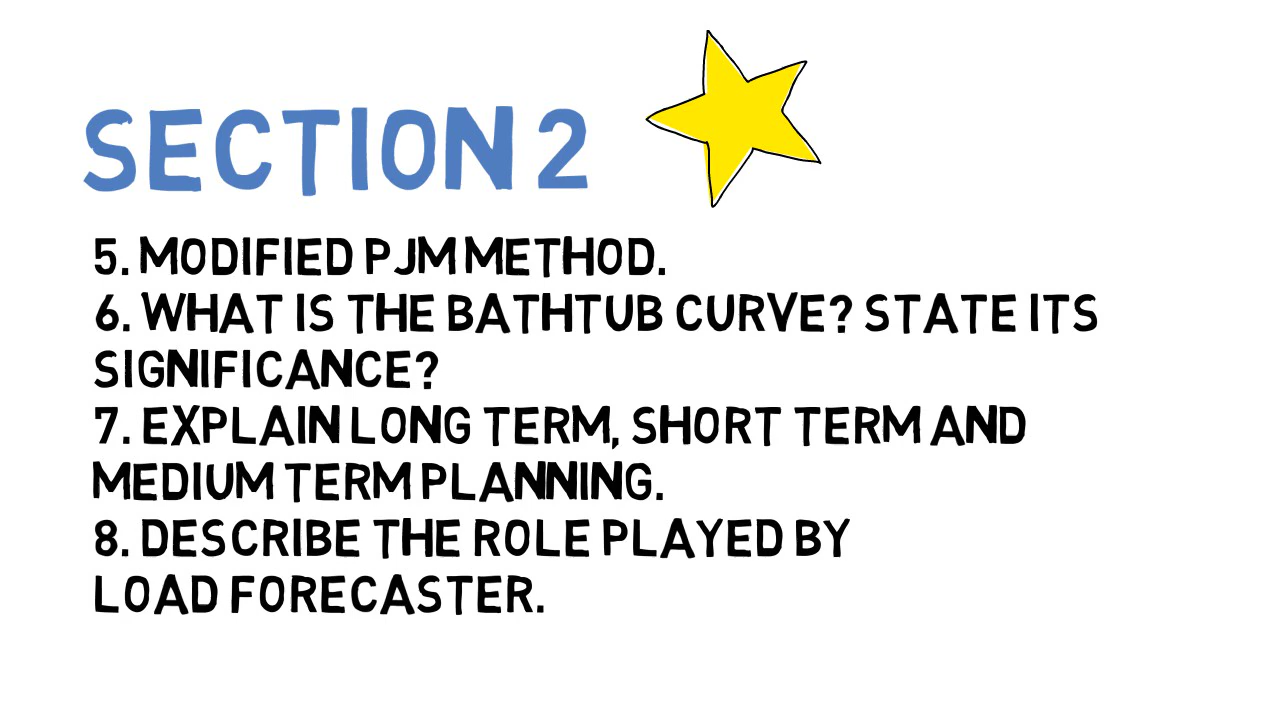 SECTION 2
5. MODIFIED PJM METHOD.
6. WHAT IS THE BATHTUB CURVE? STATE ITS
SIGNIFICANCE?
7. EXPLAIN LONG TERM, SHORT TERM AND
MEDIUM TERM PLANNING.
8. DESCRIBE THE ROLE PLAYED BY
LOAD FORECASTER.